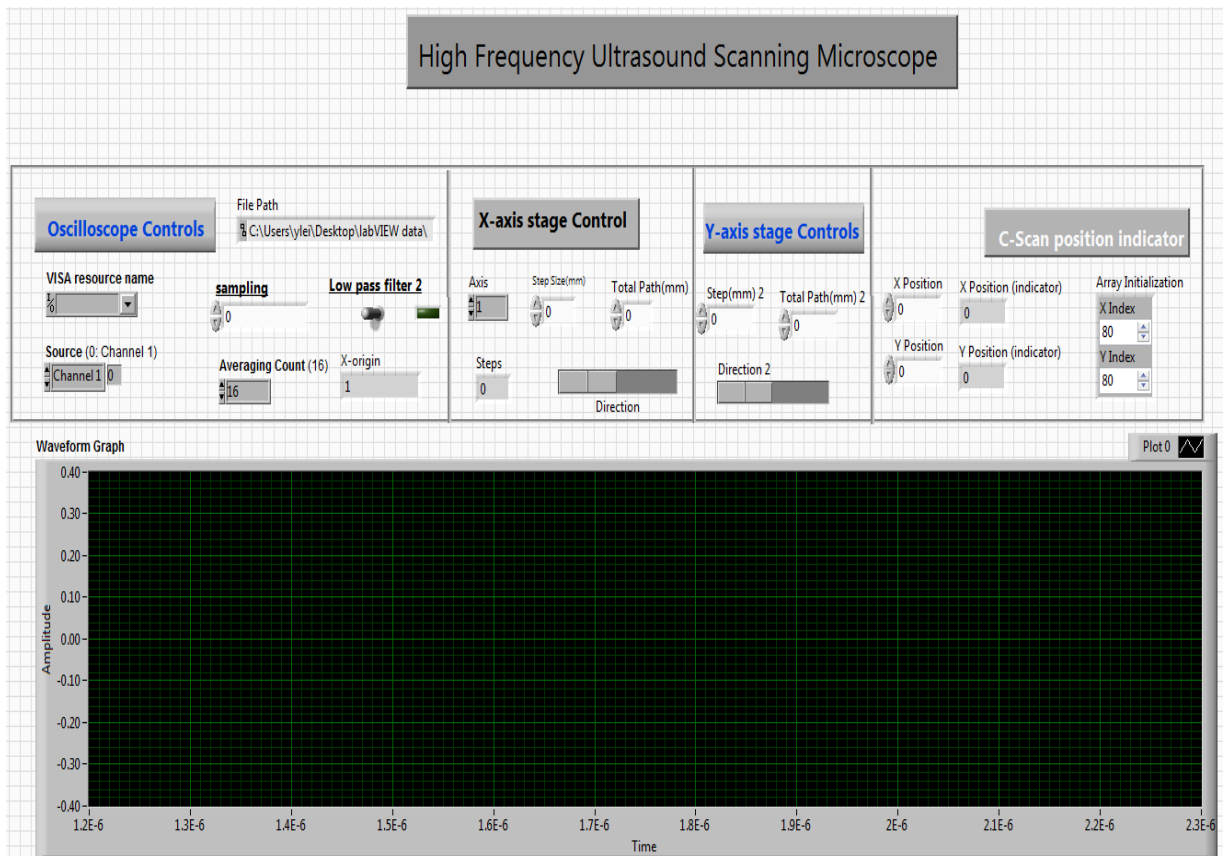 High Frequency Ultrasound Scanning Microscope
Oscilloscope Controls
File Path
C:\Users\ylei\Desktop\labVIEW data\
VISA resource name
sampling
0
Low pass filter 2
Source (0: Channel 1)
Channel 1 0
Averaging Count (16)
16
X-origin
1
X-axis stage Control
Axis
1
Step Size(mm)
0
Total Path(mm)
0
Steps
0
Direction
Y-axis stage Controls
Step(mm) 2
0
Total Path(mm) 2
0
Direction 2
C-Scan position indicator
X Position
0
X Position (indicator)
0
Y Position
0
Y Position (indicator)
0
Array Initialization
X Index
80
Y Index
80
Waveform Graph
Plot 0
Amplitude
0.40
0.30
0.20
0.10
0.00
-0.10
-0.20
-0.30
-0.40
1.2E-6 1.3E-6 1.4E-6 1.5E-6 1.6E-6 1.7E-6 1.8E-6 1.9E-6 2E-6 2.1E-6 2.2E-6 2.3E-6
Time